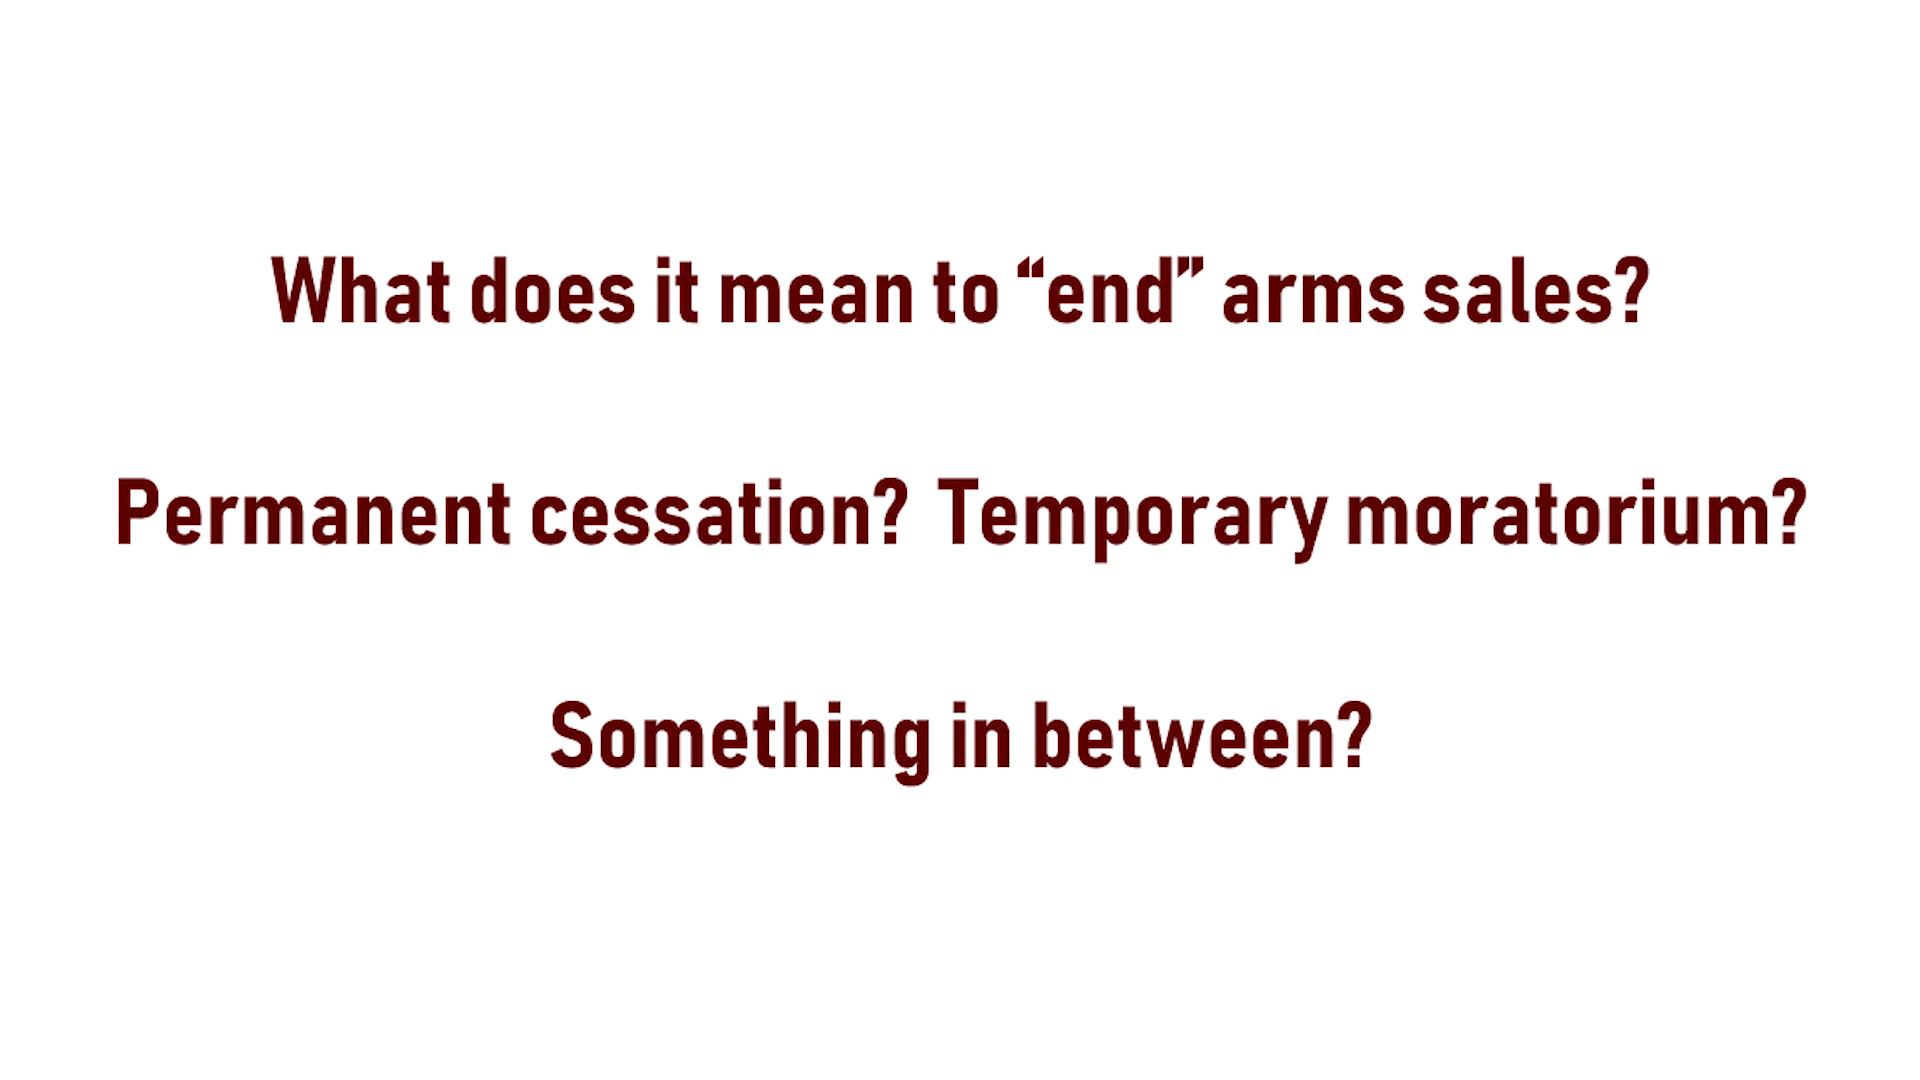 What does it mean to “end” arms sales?
Permanent cessation? Temporary moratorium?
Something in between?